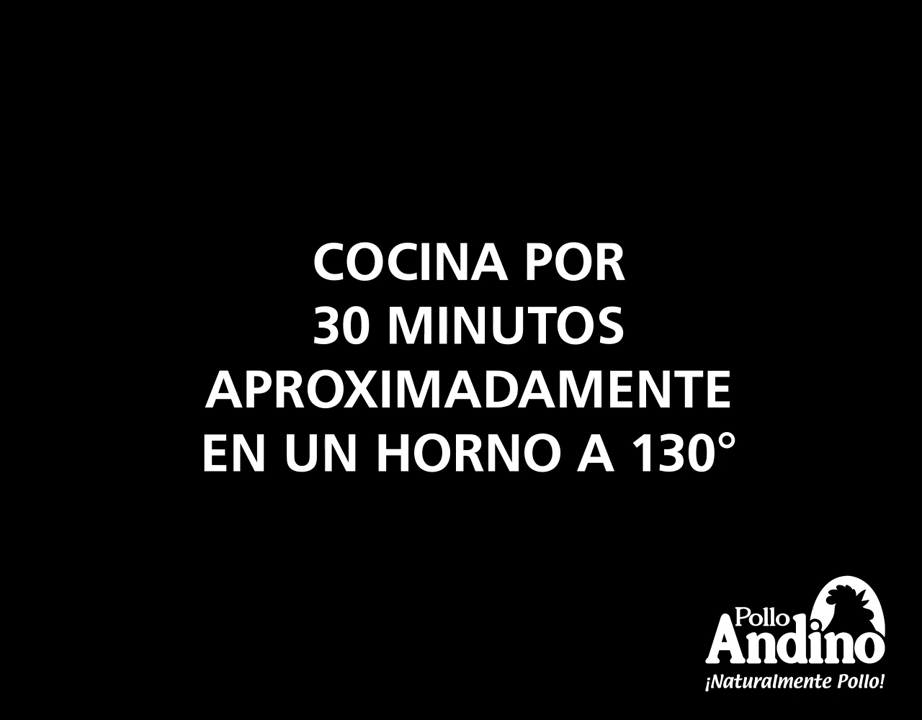 COCINA POR
30 MINUTOS
APROXIMADAMENTE
EN UN HORNO A 130°
Pollo
Andino
¡Naturalmente Pollo!